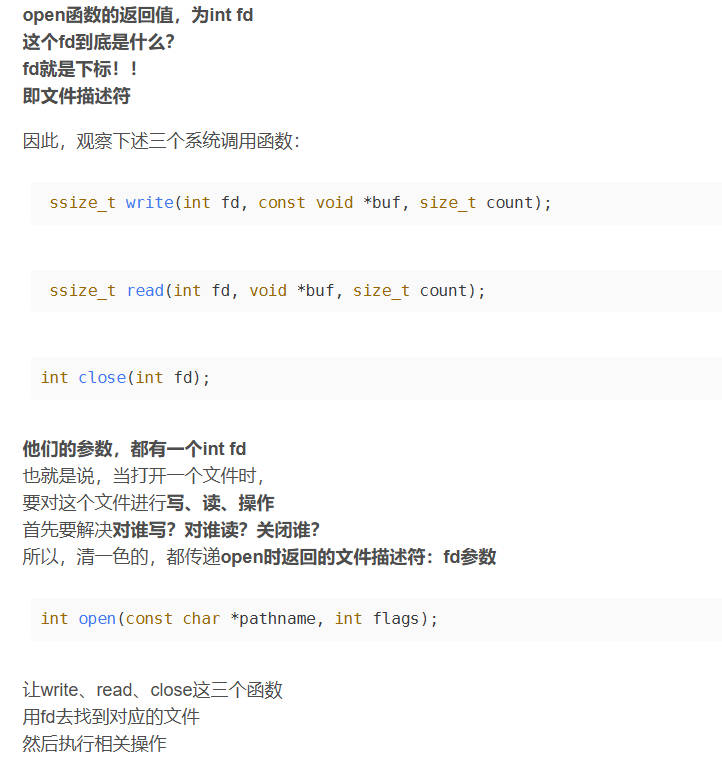 open函数的返回值，为int fd
这个fd到底是什么？
fd就是下标！！
即文件描述符
因此，观察下述三个系统调用函数：
ssize_t write(int fd, const void *buf, size_t count);
ssize_t read(int fd, void *buf, size_t count);
int close(int fd);
他们的参数，都有一个int fd
也就是说，当打开一个文件时，
要对这个文件进行写、读、操作
首先要解决对谁写？对谁读？关闭谁？
所以，清一色的，都传递open时返回的文件描述符：fd参数
int open(const char *pathname, int flags);
让write、read、close这三个函数
用fd去找到对应的文件
然后执行相关操作